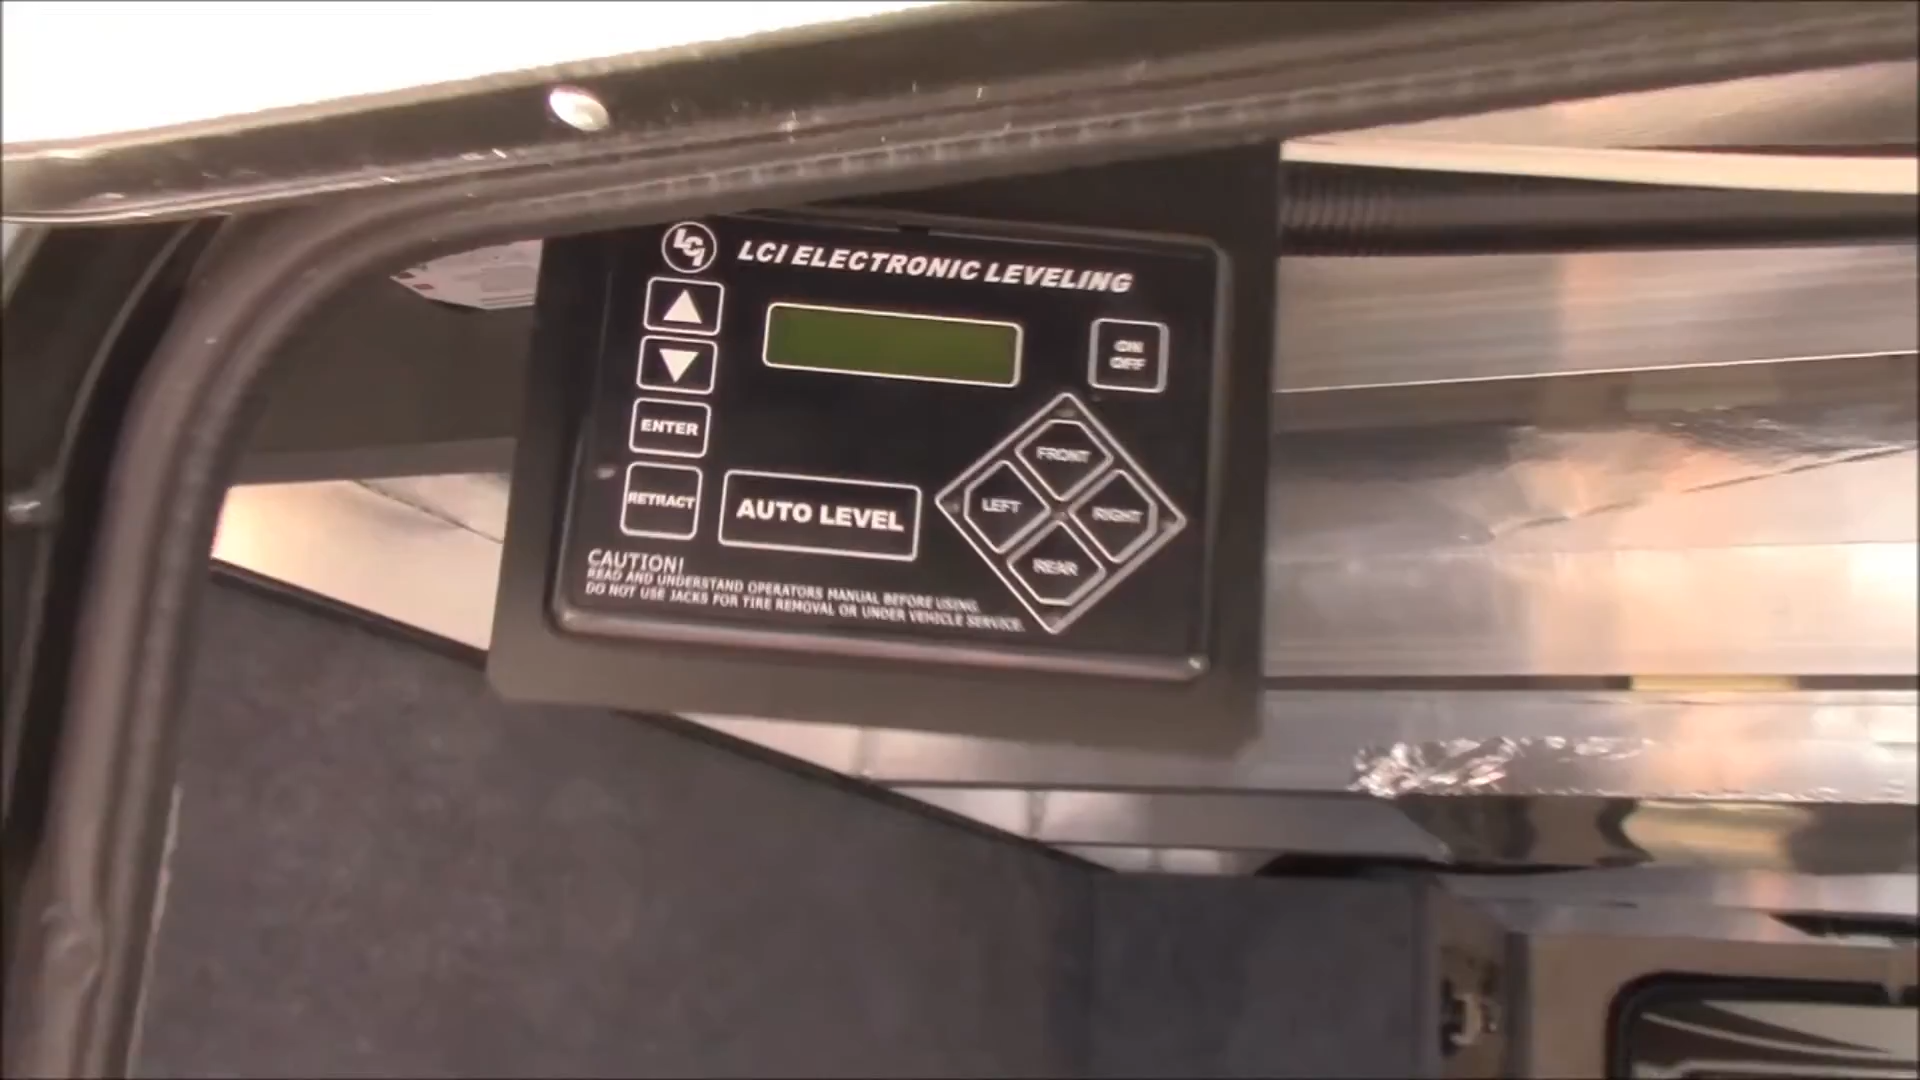 LCI
LCI ELECTRONIC LEVELING
ON
OFF
ENTER
RETRACT
AUTO LEVEL
FRONT
LEFT
RIGHT
REAR
CAUTION!
READ AND UNDERSTAND OPERATORS MANUAL BEFORE USING.
DO NOT USE JACKS FOR TIRE REMOVAL OR UNDER VEHICLE SERVICE.